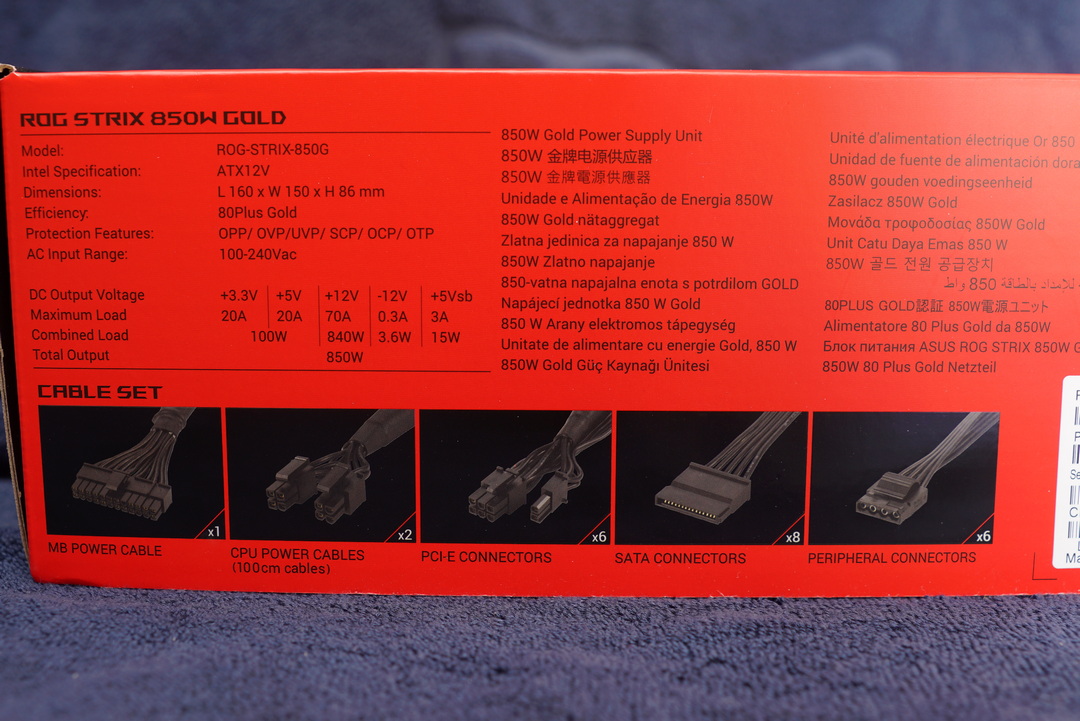 ROG STRIX 850W GOLD
Model: ROG-STRIX-850G
Intel Specification: ATX12V
Dimensions: L 160 x W 150 x H 86 mm
Efficiency: 80Plus Gold
Protection Features: OPP/ OVP/UVP/ SCP/ OCP/ OTP
AC Input Range: 100-240Vac
DC Output Voltage +3.3V +5V +12V -12V +5Vsb
Maximum Load 20A 20A 70A 0.3A 3A
Combined Load 100W 840W 3.6W 15W
Total Output 850W
850W Gold Power Supply Unit
850W 金牌电源供应器
850W 金牌電源供應器
Unidade e Alimentação de Energia 850W
850W Gold nätaggregat
Zlatna jedinica za napajanje 850 W
850W Zlatno napajanje
850-vatna napajalna enota s potrdilom GOLD
Napájecí jednotka 850 W Gold
850 W Arany elektromos tápegység
Unitate de alimentare cu energie Gold, 850 W
850W Gold Güç Kaynağı Ünitesi
Unité d'alimentation électrique Or 850
Unidad de fuente de alimentación dora
850W gouden voedingseenheid
Zasilacz 850W Gold
Μονάδα τροφοδοσίας 850W Gold
Unit Catu Daya Emas 850 W
850W 골드 전원 공급장치
للإمداد بالطاقة 850 واط
80PLUS GOLD認証 850W電源ユニット
Alimentatore 80 Plus Gold da 850W
Блок питания ASUS ROG STRIX 850W G
850W 80 Plus Gold Netzteil
CABLE SET
x1
x2
x6
x8
x6
MB POWER CABLE
CPU POWER CABLES
(100cm cables)
PCI-E CONNECTORS
SATA CONNECTORS
PERIPHERAL CONNECTORS